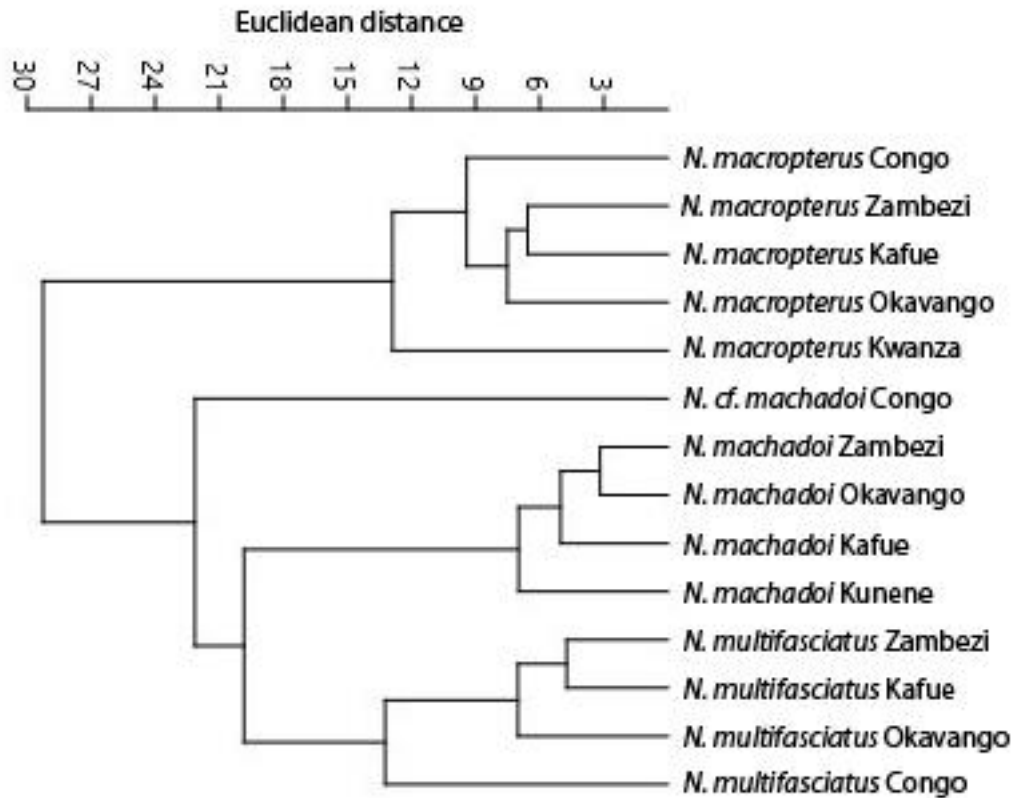 Euclidean distance
30 27 24 21 18 15 12 9 6 3
N. macropterus Congo
N. macropterus Zambezi
N. macropterus Kafue
N. macropterus Okavango
N. macropterus Kwanza
N. cf. machadoi Congo
N. machadoi Zambezi
N. machadoi Okavango
N. machadoi Kafue
N. machadoi Kunene
N. multifasciatus Zambezi
N. multifasciatus Kafue
N. multifasciatus Okavango
N. multifasciatus Congo